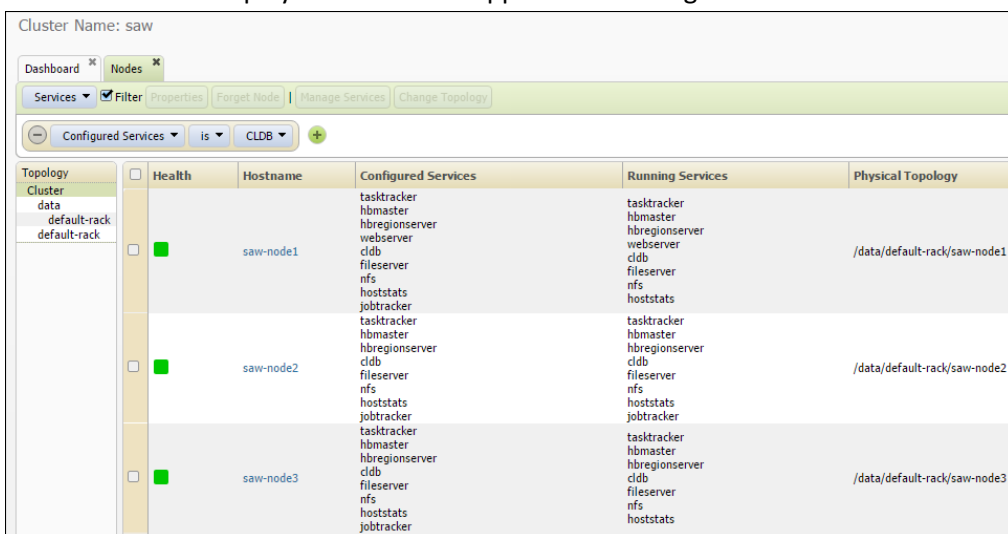 Cluster Name: saw
Dashboard Nodes
Services Filter Properties Forget Node Manage Services Change Topology
Configured Services is CLDB
Topology Health Hostname Configured Services Running Services Physical Topology
Cluster
data
default-rack
default-rack
saw-node1
tasktracker
hbmaster
hbregionserver
webserver
cldb
fileserver
nfs
hoststats
jobtracker
tasktracker
hbmaster
hbregionserver
webserver
cldb
fileserver
nfs
hoststats
/data/default-rack/saw-node1
saw-node2
tasktracker
hbmaster
hbregionserver
cldb
fileserver
nfs
hoststats
jobtracker
tasktracker
hbmaster
hbregionserver
cldb
fileserver
nfs
hoststats
jobtracker
/data/default-rack/saw-node2
saw-node3
tasktracker
hbmaster
hbregionserver
cldb
fileserver
nfs
hoststats
jobtracker
tasktracker
hbmaster
hbregionserver
cldb
fileserver
nfs
hoststats
/data/default-rack/saw-node3